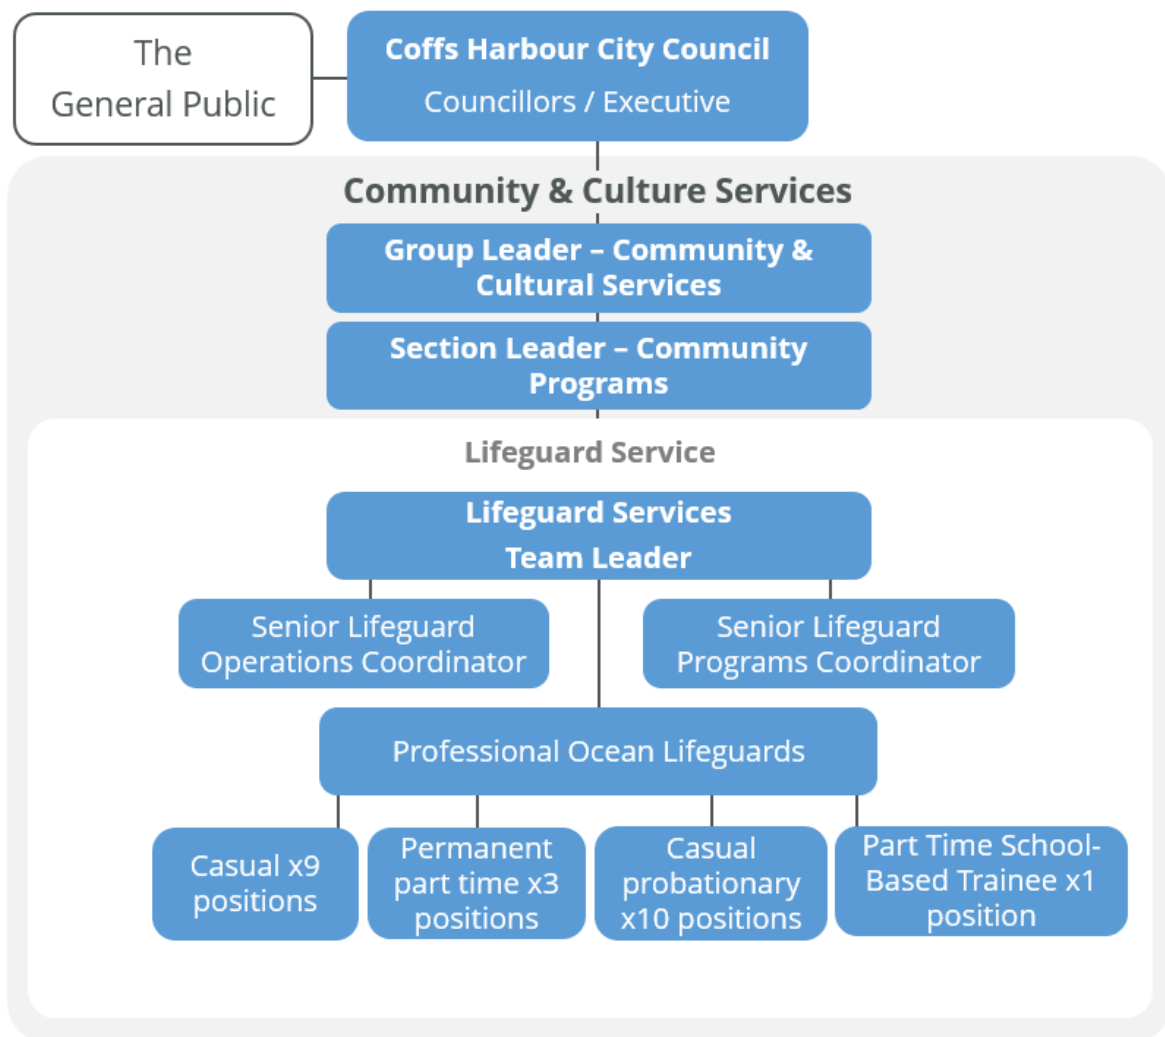 The
General Public
Coffs Harbour City Council
Councillors / Executive
Community & Culture Services
Group Leader – Community &
Cultural Services
Section Leader – Community
Programs
Lifeguard Service
Lifeguard Services
Team Leader
Senior Lifeguard
Operations Coordinator
Senior Lifeguard
Programs Coordinator
Professional Ocean Lifeguards
Casual x9
positions
Permanent
part time x3
positions
Casual
probationary
x10 positions
Part Time School-
Based Trainee x1
position